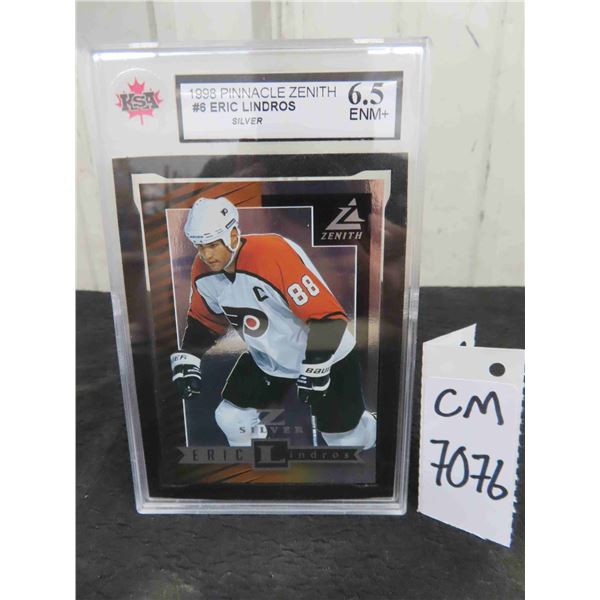 KSA
1998 PINNACLE ZENITH
#6 ERIC LINDROS
SILVER
6.5
ENM+
Z
ZENITH
C
88
BAUER
Z
SILVER
ERIC Lindros
CM
7076